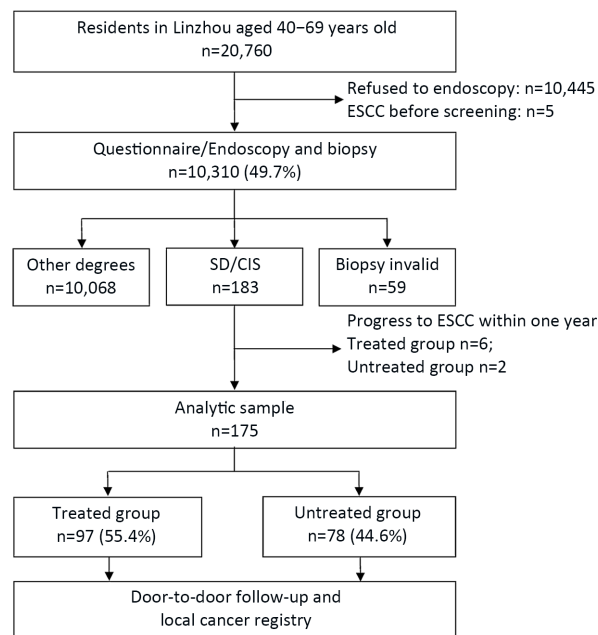 Residents in Linzhou aged 40−69 years old
n=20,760
Refused to endoscopy: n=10,445
ESCC before screening: n=5
Questionnaire/Endoscopy and biopsy
n=10,310 (49.7%)
Other degrees
n=10,068
SD/CIS
n=183
Biopsy invalid
n=59
Progress to ESCC within one year
Treated group n=6;
Untreated group n=2
Analytic sample
n=175
Treated group
n=97 (55.4%)
Untreated group
n=78 (44.6%)
Door-to-door follow-up and
local cancer registry